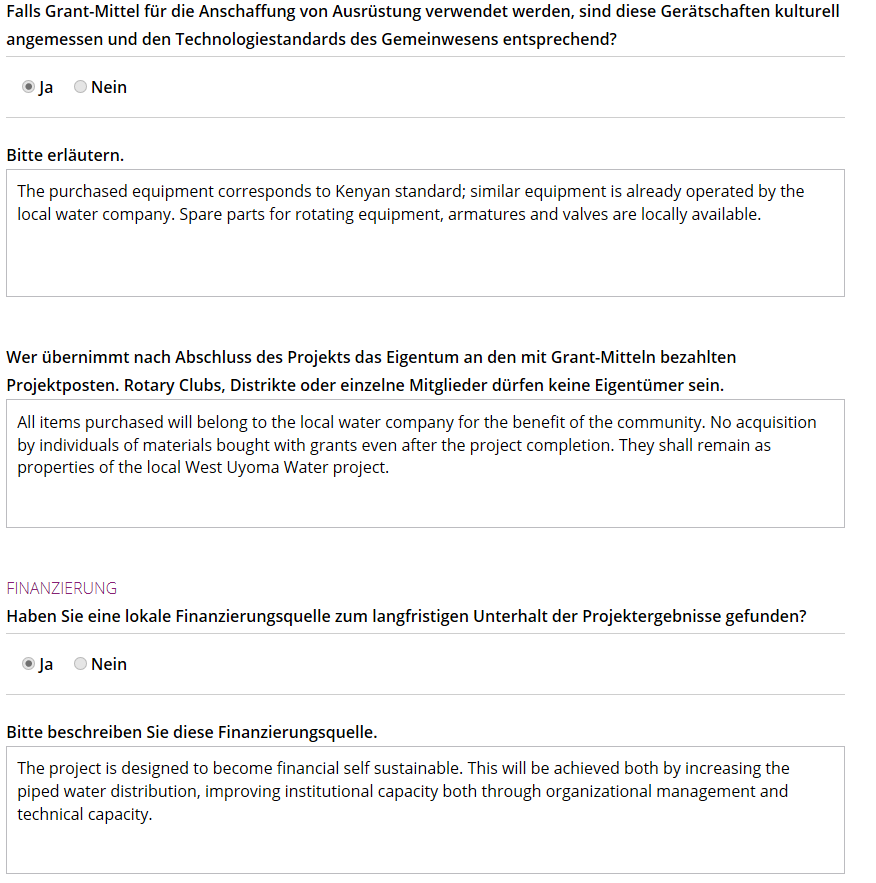 Falls Grant-Mittel für die Anschaffung von Ausrüstung verwendet werden, sind diese Gerätschaften kulturell
angemessen und den Technologiestandards des Gemeinwesens entsprechend?
Ja Nein
Bitte erläutern.
The purchased equipment corresponds to Kenyan standard; similar equipment is already operated by the
local water company. Spare parts for rotating equipment, armatures and valves are locally available.
Wer übernimmt nach Abschluss des Projekts das Eigentum an den mit Grant-Mitteln bezahlten
Projektposten. Rotary Clubs, Distrikte oder einzelne Mitglieder dürfen keine Eigentümer sein.
All items purchased will belong to the local water company for the benefit of the community. No acquisition
by individuals of materials bought with grants even after the project completion. They shall remain as
properties of the local West Uyoma Water project.
FINANZIERUNG
Haben Sie eine lokale Finanzierungsquelle zum langfristigen Unterhalt der Projektergebnisse gefunden?
Ja Nein
Bitte beschreiben Sie diese Finanzierungsquelle.
The project is designed to become financial self sustainable. This will be achieved both by increasing the
piped water distribution, improving institutional capacity both through organizational management and
technical capacity.